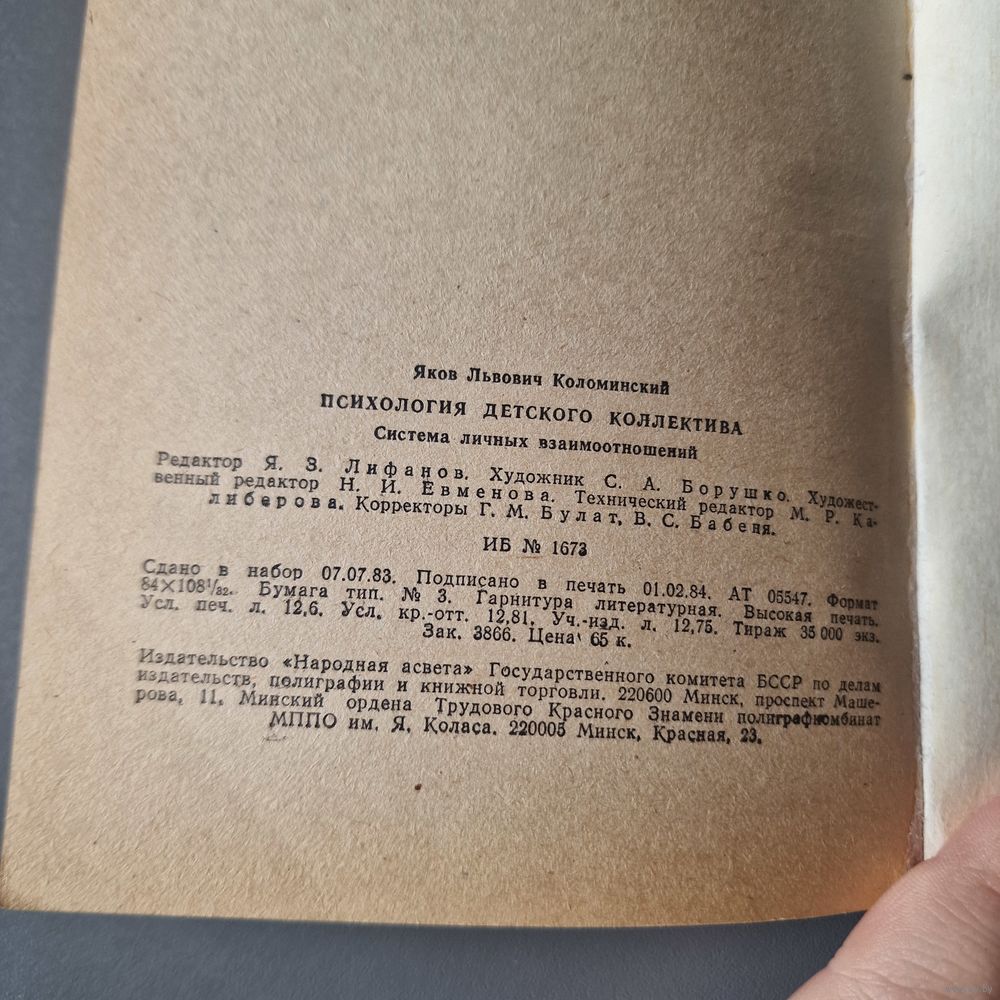 Яков Львович Коломинский
ПСИХОЛОГИЯ ДЕТСКОГО КОЛЛЕКТИВА
Система личных взаимоотношений
Редактор Я. З. Лифанов. Художник С. А. Борушко. Художест-
венный редактор Н. И. Евменова. Технический редактор М. Р. Ка-
либерова. Корректоры Г. М. Булат, В. С. Бабеня.
ИБ № 1673
Сдано в набор 07.07.83. Подписано в печать 01.02.84. АТ 05547. Формат
84×108¹/₃₂. Бумага тип. № 3. Гарнитура литературная. Высокая печать.
Усл. печ. л. 12,6. Усл. кр.-отт. 12,81. Уч.-изд. л. 12,75. Тираж 35 000 экз.
Зак. 3866. Цена 65 к.
Издательство «Народная асвета» Государственного комитета БССР по делам
издательств, полиграфии и книжной торговли. 220600 Минск, проспект Маше-
рова, 11. Минский ордена Трудового Красного Знамени полиграфкомбинат
МППО им. Я. Коласа. 220005 Минск, Красная, 23.